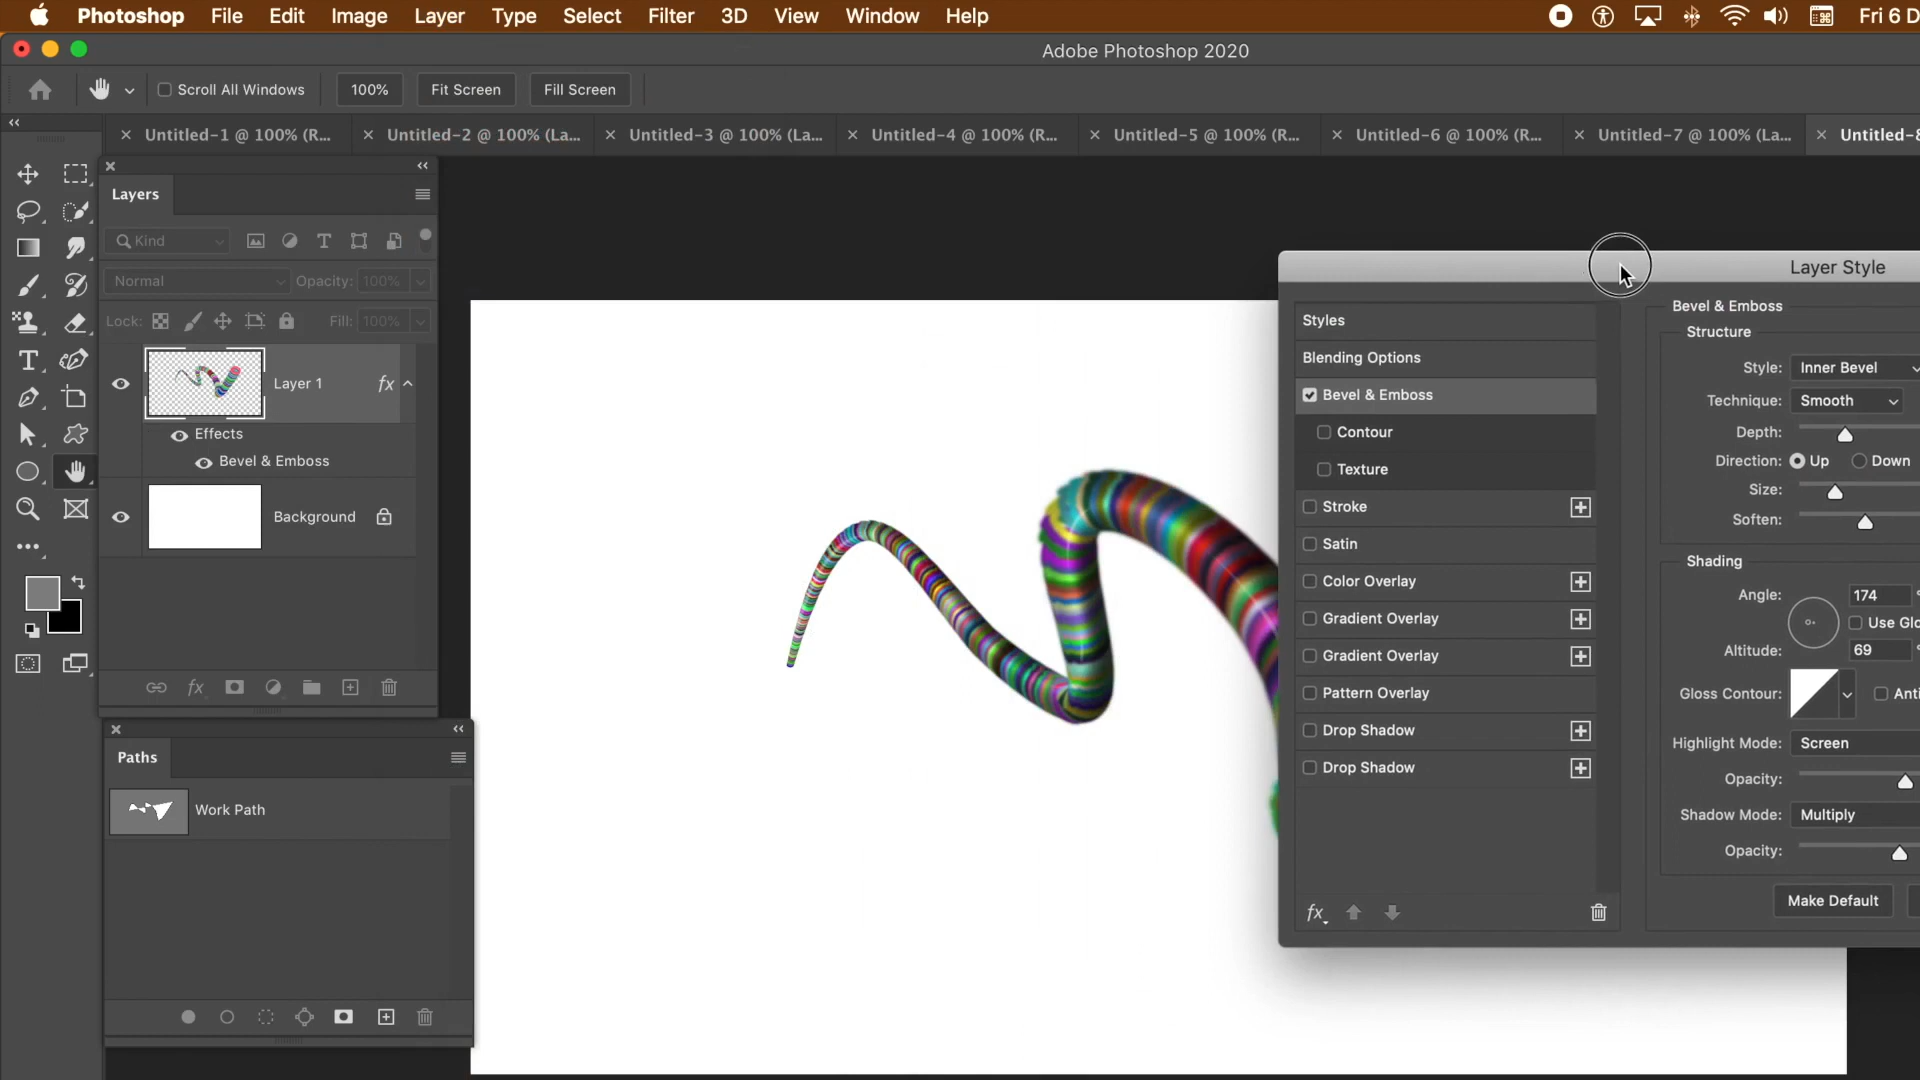 Photoshop File Edit Image Layer Type Select Filter 3D View Window Help Fri 6 D
Adobe Photoshop 2020
Scroll All Windows 100% Fit Screen Fill Screen
Untitled-1 @ 100% (R... Untitled-2 @ 100% (La... Untitled-3 @ 100% (La... Untitled-4 @ 100% (R... Untitled-5 @ 100% (R... Untitled-6 @ 100% (R... Untitled-7 @ 100% (La... Untitled-8
Layers
Kind
Normal Opacity: 100%
Lock: Fill: 100%
Layer 1 fx
Effects
Bevel & Emboss
Background
fx
Paths
Work Path
Layer Style
Styles
Blending Options
Bevel & Emboss
Contour
Texture
Stroke
Satin
Color Overlay
Gradient Overlay
Gradient Overlay
Pattern Overlay
Drop Shadow
Drop Shadow
fx
Bevel & Emboss
Structure
Style: Inner Bevel
Technique: Smooth
Depth:
Direction: Up Down
Size:
Soften:
Shading
Angle: 174 °
Use Glo
Altitude: 69 °
Gloss Contour: Anti
Highlight Mode: Screen
Opacity:
Shadow Mode: Multiply
Opacity:
Make Default